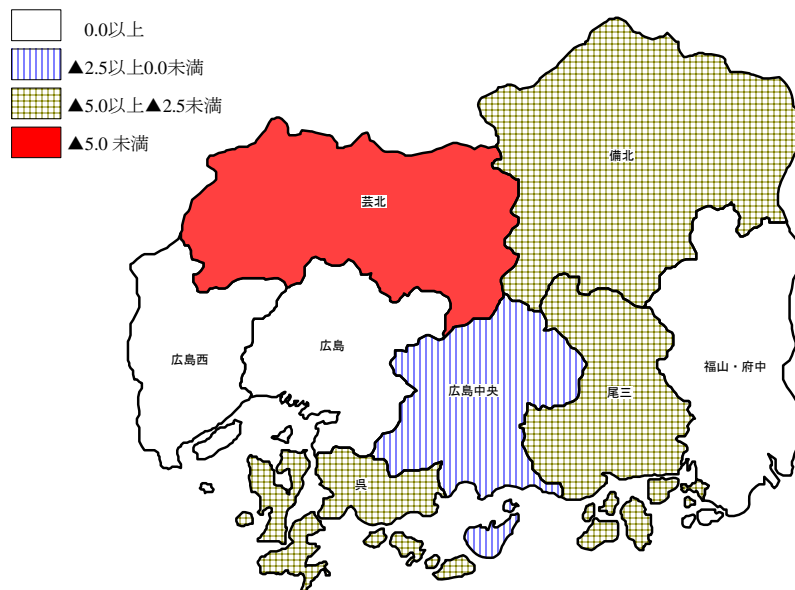 0.0以上
▲2.5以上0.0未満
▲5.0以上▲2.5未満
▲5.0 未満
備北
芸北
広島
広島西
福山・府中
広島中央
尾三
呉